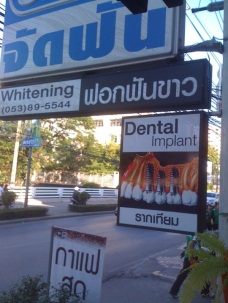 จัดฟัน
Whitening
(053)89-5544
ฟอกฟันขาว
Dental
implant
รากเทียม
กาแฟ
สด